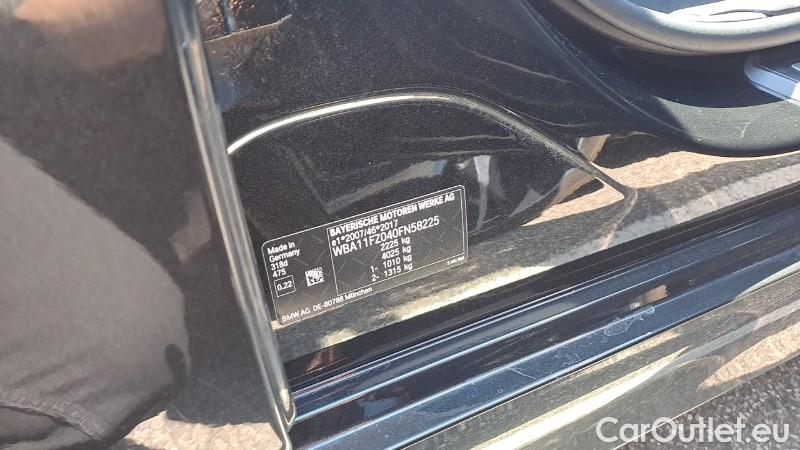 BAYERISCHE MOTOREN WERKE AG
e1*2007/46*2017
WBA11FZ040FN58225
2225 kg
4025 kg
1- 1010 kg
2- 1315 kg
Made in
Germany
318d
475
0.22
BMW AG DE-80788 München
CarOutlet.eu